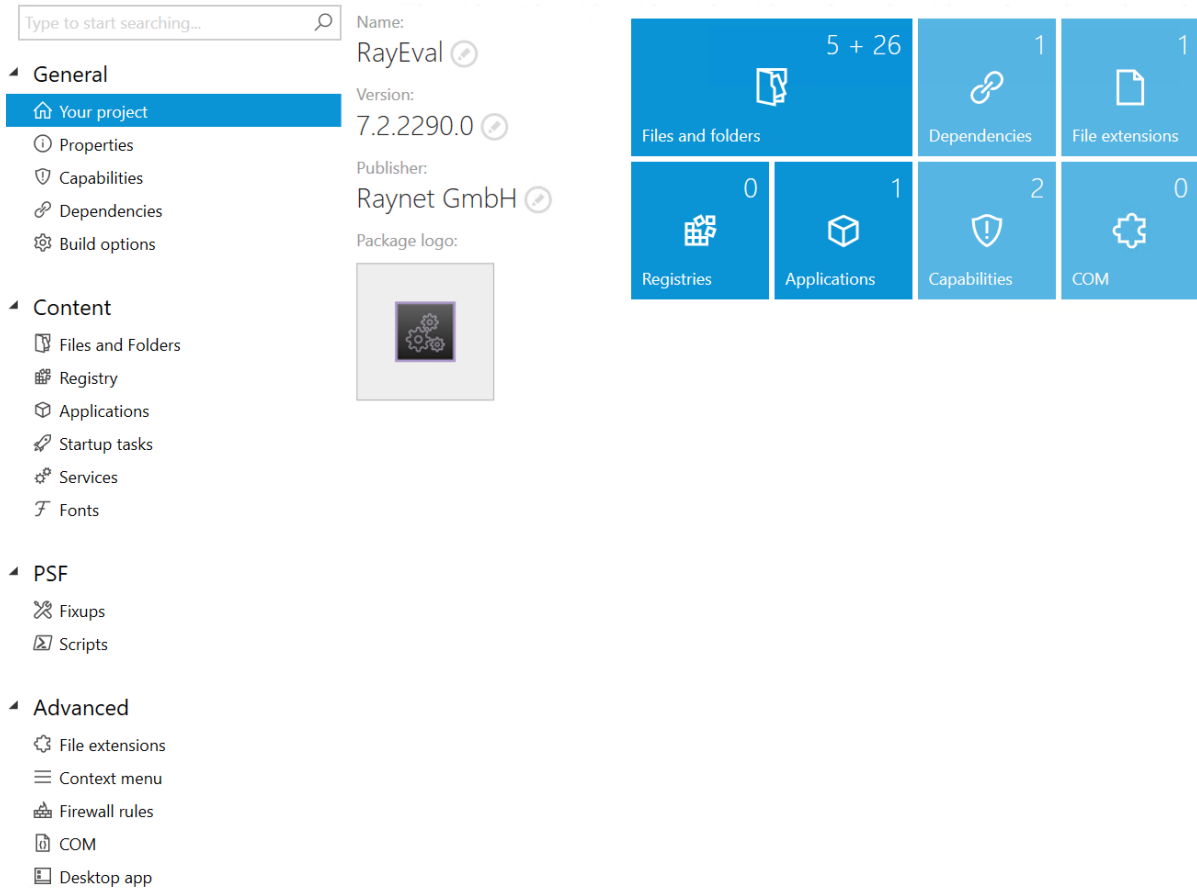 Type to start searching...
General
Your project
Properties
Capabilities
Dependencies
Build options
Content
Files and Folders
Registry
Applications
Startup tasks
Services
Fonts
PSF
Fixups
Scripts
Advanced
File extensions
Context menu
Firewall rules
COM
Desktop app
Name:
RayEval
Version:
7.2.2290.0
Publisher:
Raynet GmbH
Package logo:
5 + 26
Files and folders
1
Dependencies
1
File extensions
0
Registries
1
Applications
2
Capabilities
0
COM